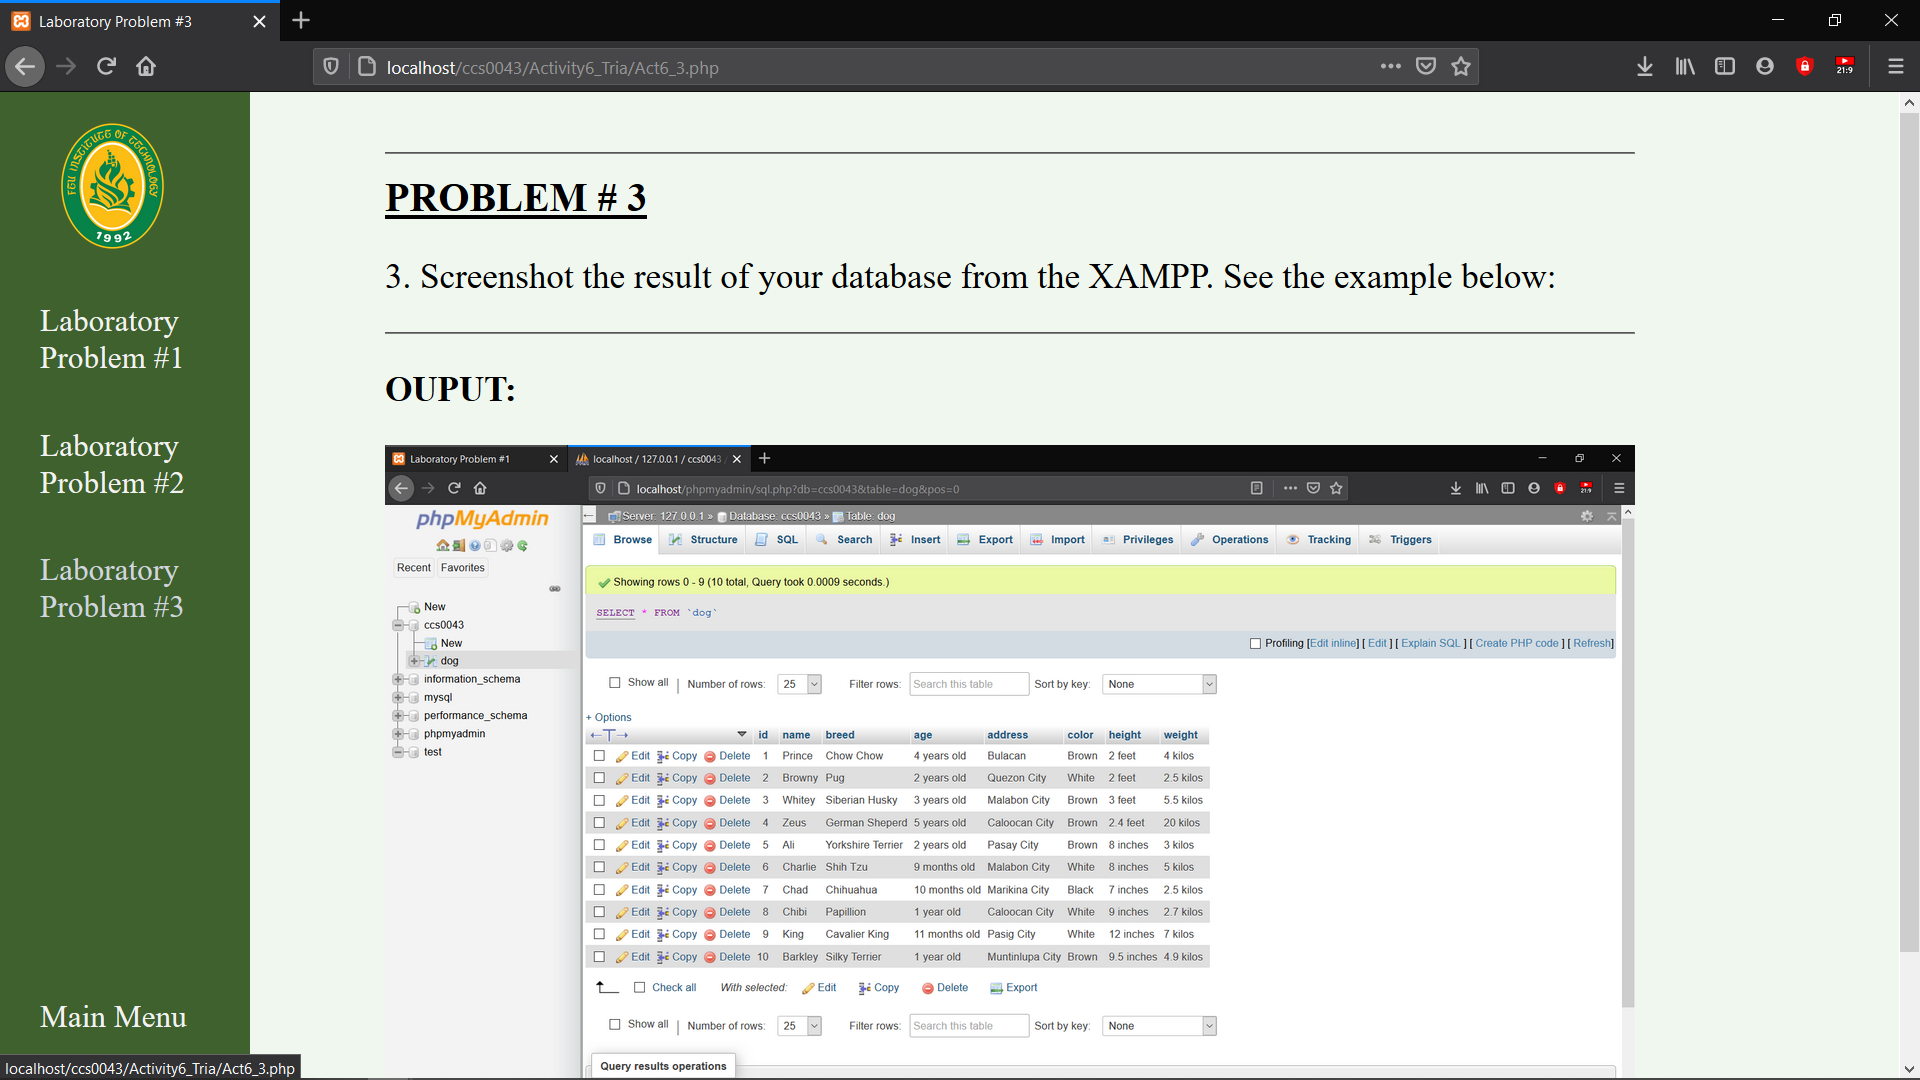 Laboratory Problem #3
localhost/ccs0043/Activity6_Tria/Act6_3.php
21:9
FEU INSTITUTE OF TECHNOLOGY
1992
Laboratory
Problem #1
Laboratory
Problem #2
Laboratory
Problem #3
Main Menu
localhost/ccs0043/Activity6_Tria/Act6_3.php
PROBLEM # 3
3. Screenshot the result of your database from the XAMPP. See the example below:
OUPUT:
Laboratory Problem #1
localhost / 127.0.0.1 / ccs0043
localhost/phpmyadmin/sql.php?db=ccs0043&table=dog&pos=0
21:9
phpMyAdmin
Recent Favorites
New
ccs0043
New
dog
information_schema
mysql
performance_schema
phpmyadmin
test
Server: 127.0.0.1 » Database: ccs0043 » Table: dog
Browse Structure SQL Search Insert Export Import Privileges Operations Tracking Triggers
Showing rows 0 - 9 (10 total, Query took 0.0009 seconds.)
SELECT * FROM `dog`
Profiling [Edit inline] [ Edit ] [ Explain SQL ] [ Create PHP code ] [ Refresh]
Show all | Number of rows: 25 Filter rows: Search this table Sort by key: None
+ Options
←T→ id name breed age address color height weight
Edit Copy Delete 1 Prince Chow Chow 4 years old Bulacan Brown 2 feet 4 kilos
Edit Copy Delete 2 Browny Pug 2 years old Quezon City White 2 feet 2.5 kilos
Edit Copy Delete 3 Whitey Siberian Husky 3 years old Malabon City Brown 3 feet 5.5 kilos
Edit Copy Delete 4 Zeus German Sheperd 5 years old Caloocan City Brown 2.4 feet 20 kilos
Edit Copy Delete 5 Ali Yorkshire Terrier 2 years old Pasay City Brown 8 inches 3 kilos
Edit Copy Delete 6 Charlie Shih Tzu 9 months old Malabon City White 8 inches 5 kilos
Edit Copy Delete 7 Chad Chihuahua 10 months old Marikina City Black 7 inches 2.5 kilos
Edit Copy Delete 8 Chibi Papillion 1 year old Caloocan City White 9 inches 2.7 kilos
Edit Copy Delete 9 King Cavalier King 11 months old Pasig City White 12 inches 7 kilos
Edit Copy Delete 10 Barkley Silky Terrier 1 year old Muntinlupa City Brown 9.5 inches 4.9 kilos
Check all With selected: Edit Copy Delete Export
Show all | Number of rows: 25 Filter rows: Search this table Sort by key: None
Query results operations